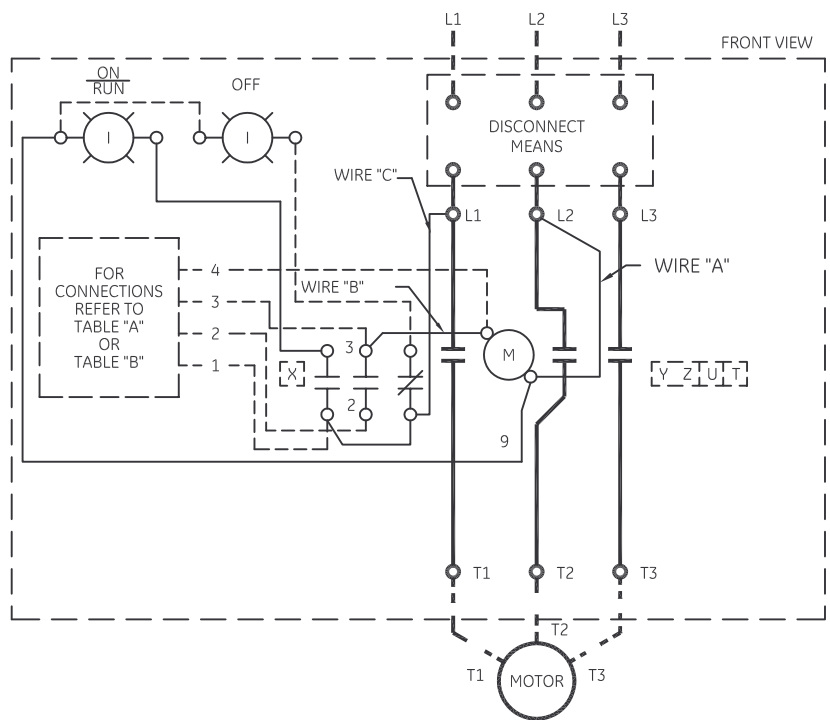 L1
L2
L3
FRONT VIEW
ON
RUN
OFF
I
I
DISCONNECT
MEANS
WIRE "C"
L1
L2
L3
FOR
CONNECTIONS
REFER TO
TABLE "A"
OR
TABLE "B"
4
3
2
1
WIRE "A"
WIRE "B"
3
M
X
Y Z U T
2
9
T1
T2
T3
T2
T1
MOTOR
T3